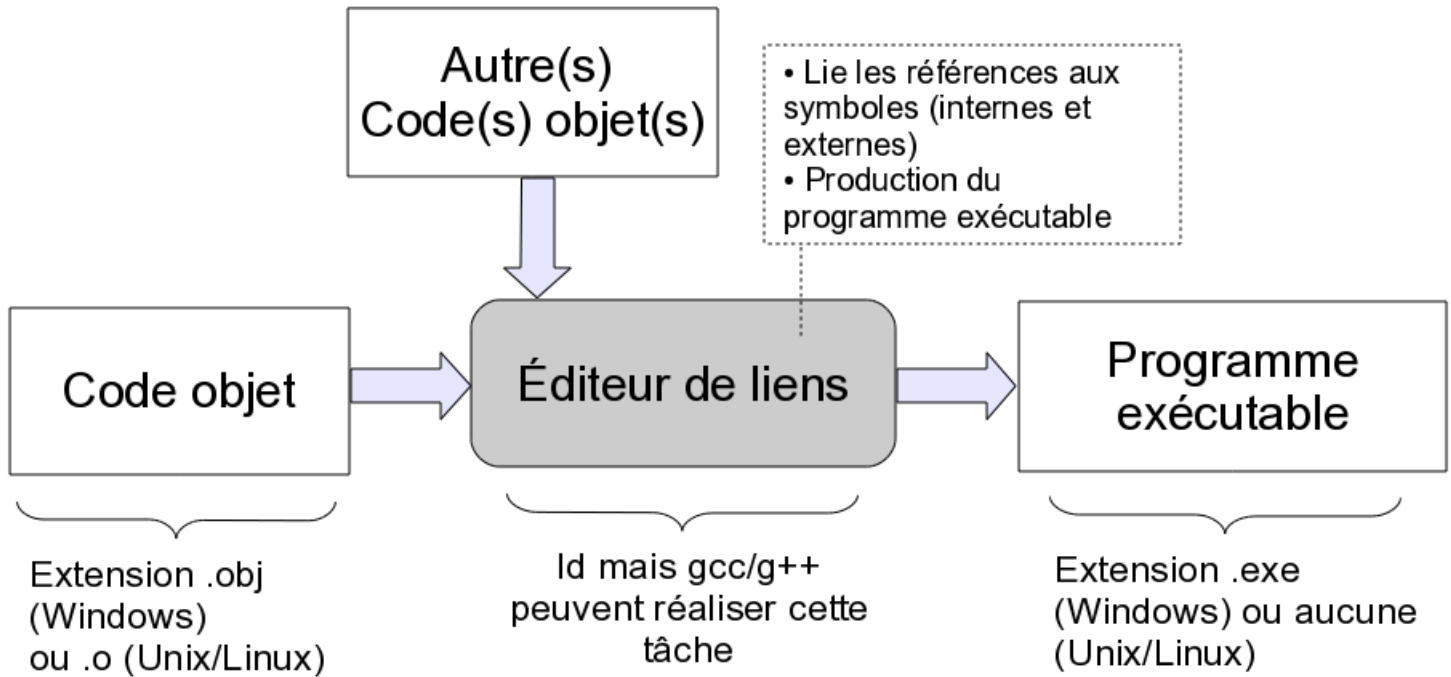 Autre(s)
Code(s) objet(s)
• Lie les références aux
symboles (internes et
externes)
• Production du
programme exécutable
Code objet
Éditeur de liens
Programme
exécutable
Extension .obj
(Windows)
ou .o (Unix/Linux)
ld mais gcc/g++
peuvent réaliser cette
tâche
Extension .exe
(Windows) ou aucune
(Unix/Linux)